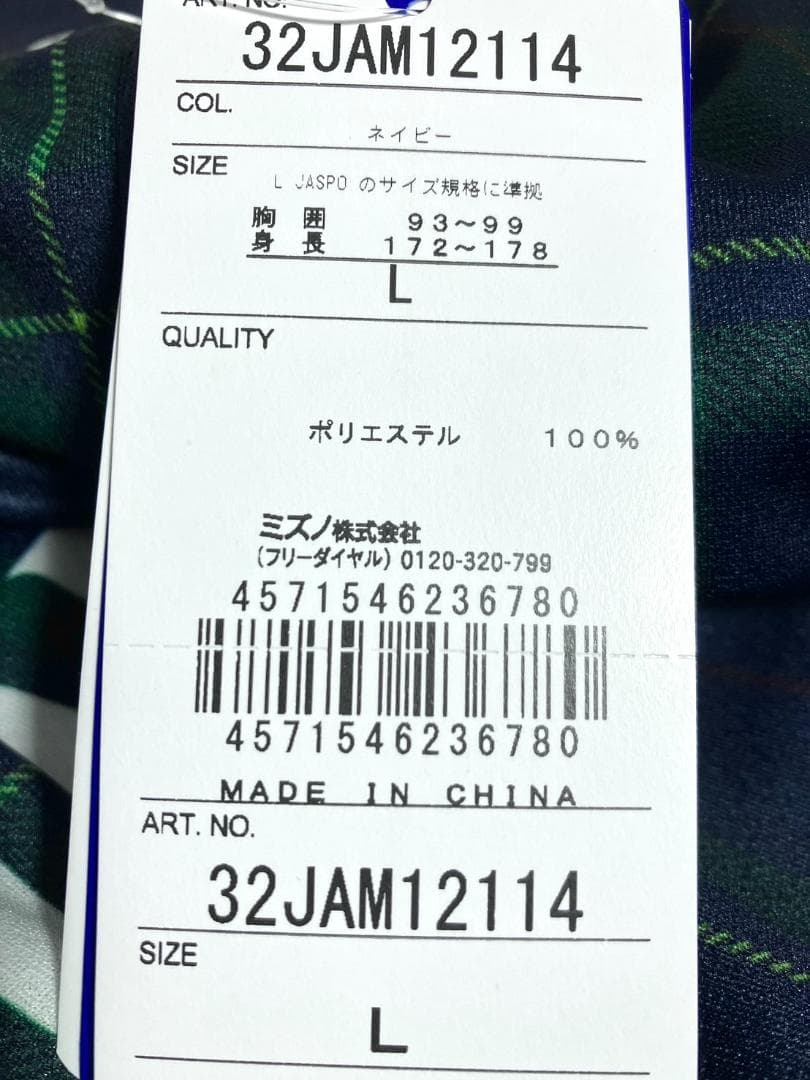 ART. NO.
32JAM12114
COL.
ネイビー
SIZE
L JASPO のサイズ規格に準拠
胸 囲 93～99
身 長 172～178
L
QUALITY
ポリエステル 100%
ミズノ株式会社
(フリーダイヤル) 0120-320-799
4571546236780
4571546236780
MADE IN CHINA
ART. NO.
32JAM12114
SIZE
L